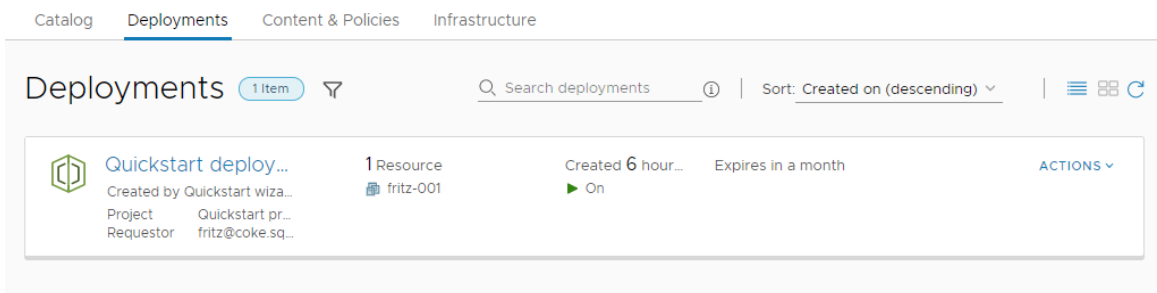 Catalog Deployments Content & Policies Infrastructure
Deployments 1 Item Search deployments Sort: Created on (descending)
Quickstart deploy... 1 Resource Created 6 hour... Expires in a month ACTIONS
Created by Quickstart wiza... fritz-001 On
Project Quickstart pr...
Requestor fritz@coke.sq...